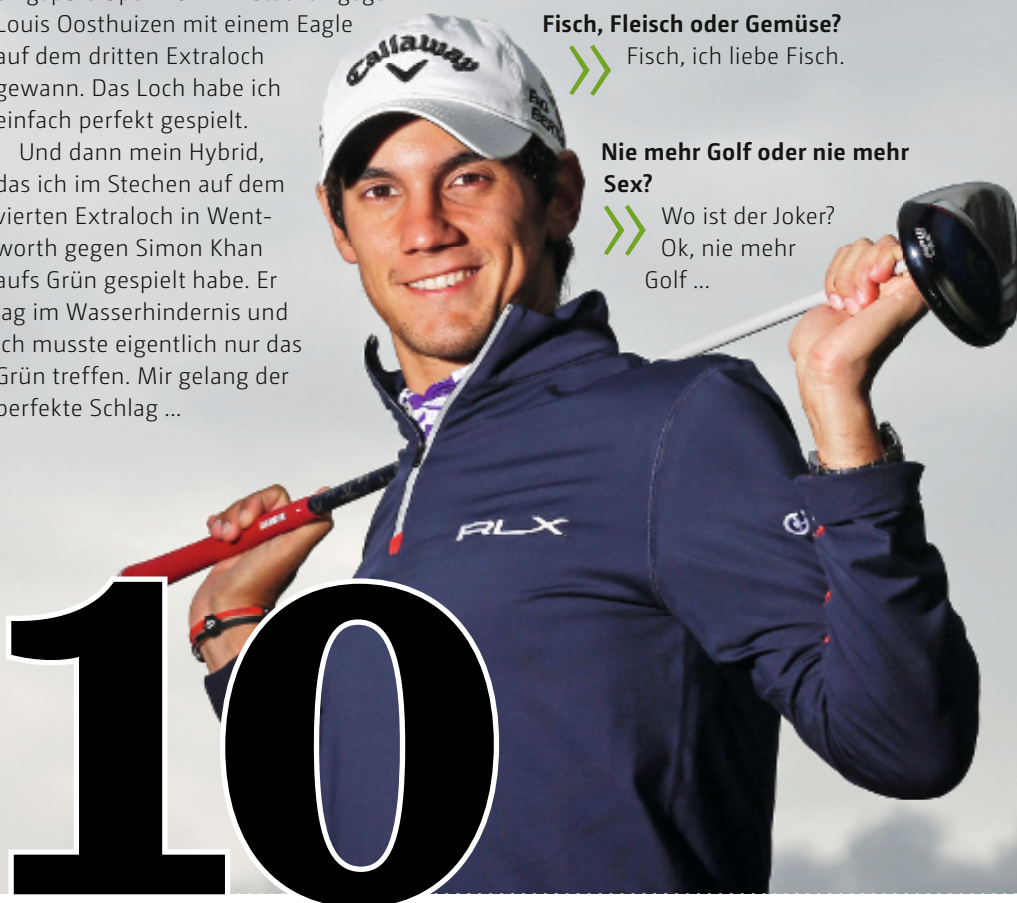 Louis Oosthuizen mit einem Eagle
auf dem dritten Extraloch
gewann. Das Loch habe ich
einfach perfekt gespielt.
Und dann mein Hybrid,
das ich im Stechen auf dem
vierten Extraloch in Went-
worth gegen Simon Khan
aufs Grün gespielt habe. Er
lag im Wasserhindernis und
ich musste eigentlich nur das
Grün treffen. Mir gelang der
perfekte Schlag ...
Fisch, Fleisch oder Gemüse?
Fisch, ich liebe Fisch.
Nie mehr Golf oder nie mehr
Sex?
Wo ist der Joker?
Ok, nie mehr
Golf ...
Callaway
BIG
RLX
10